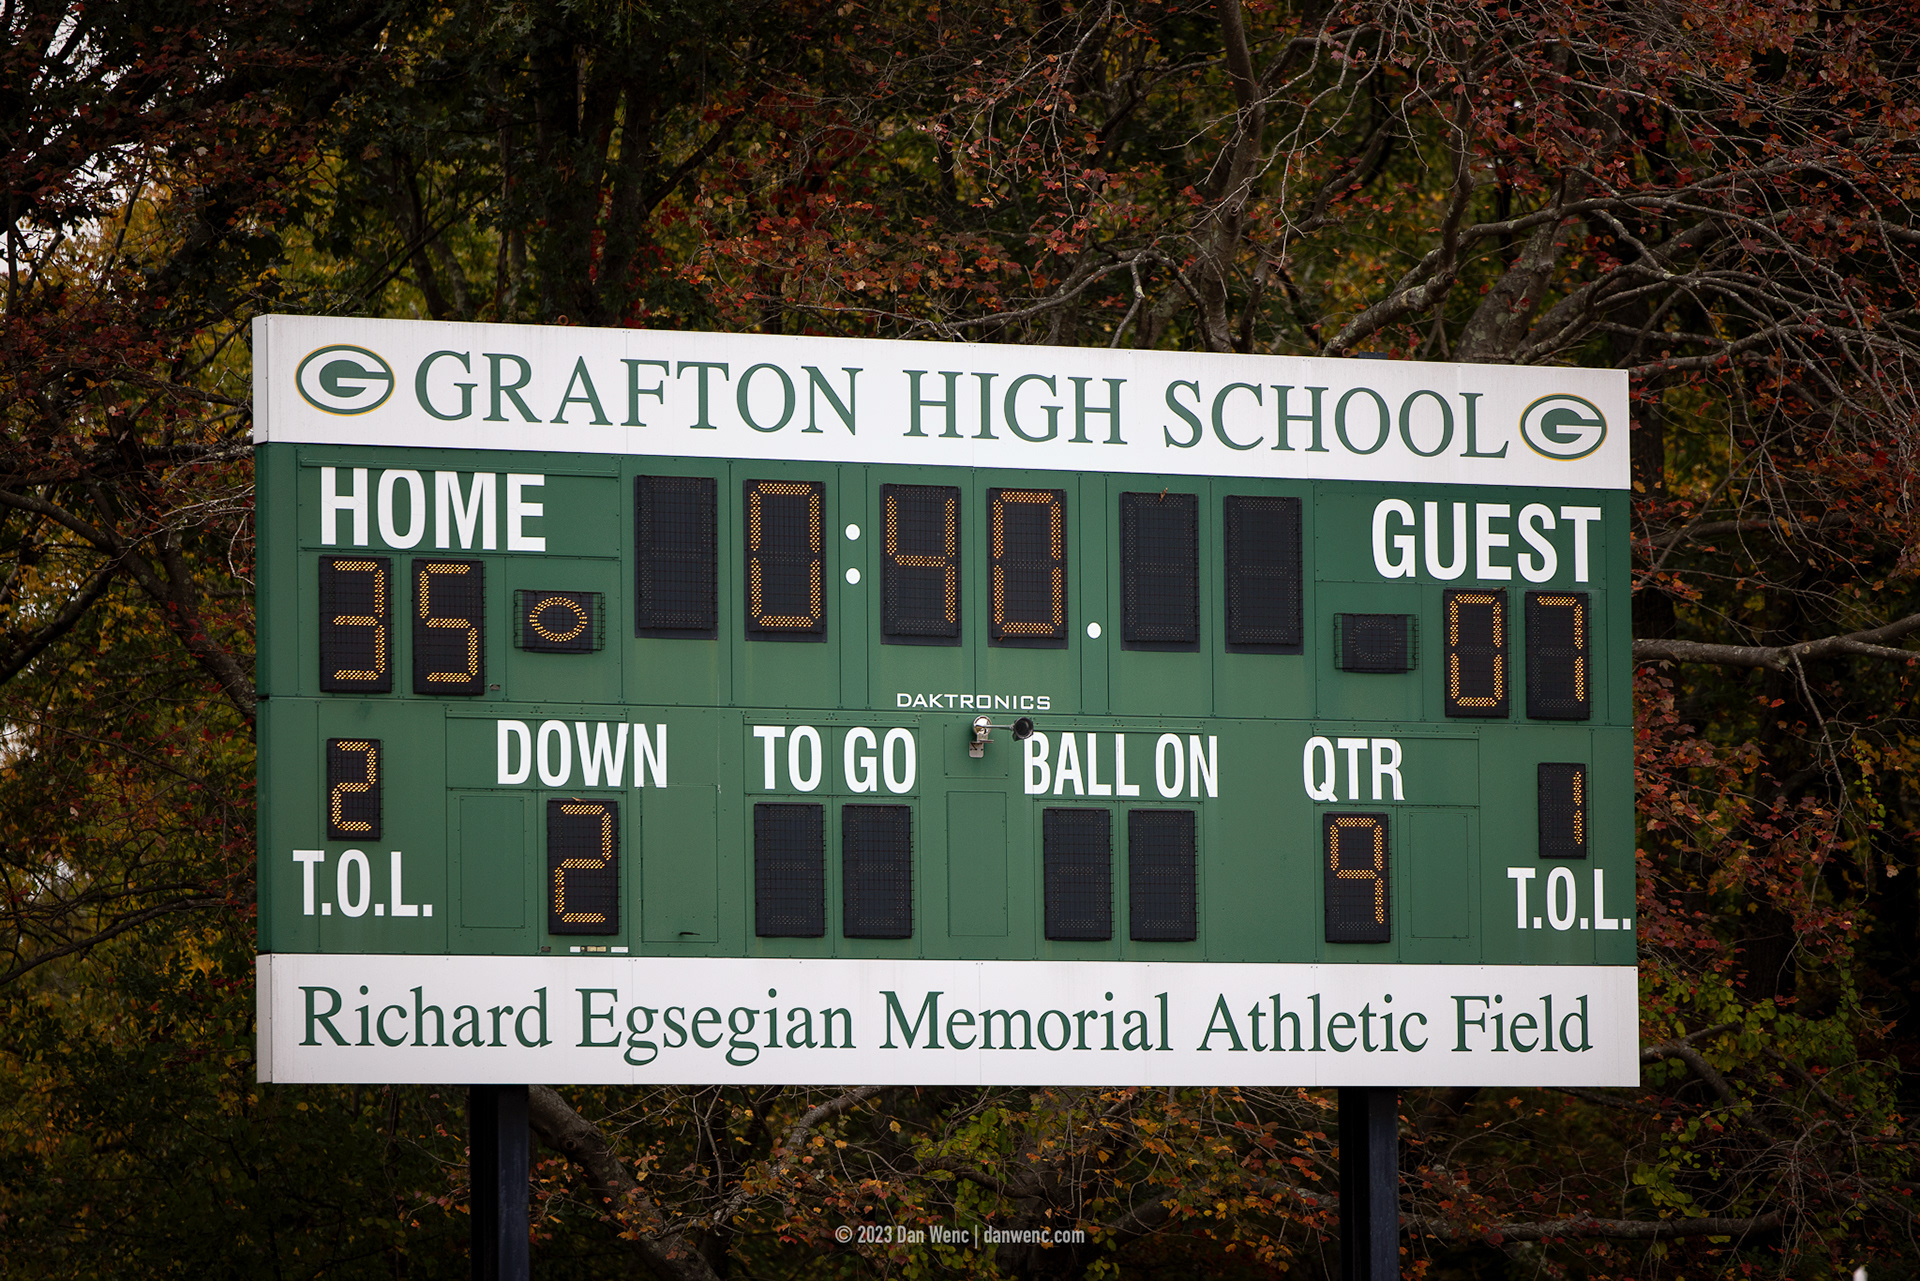 G GRAFTON HIGH SCHOOL G
HOME 0:40 . GUEST
35 07
DAKTRONICS
DOWN TO GO BALL ON QTR
2 2 9 1
T.O.L. T.O.L.
Richard Egsegian Memorial Athletic Field
© 2023 Dan Wenc | danwenc.com